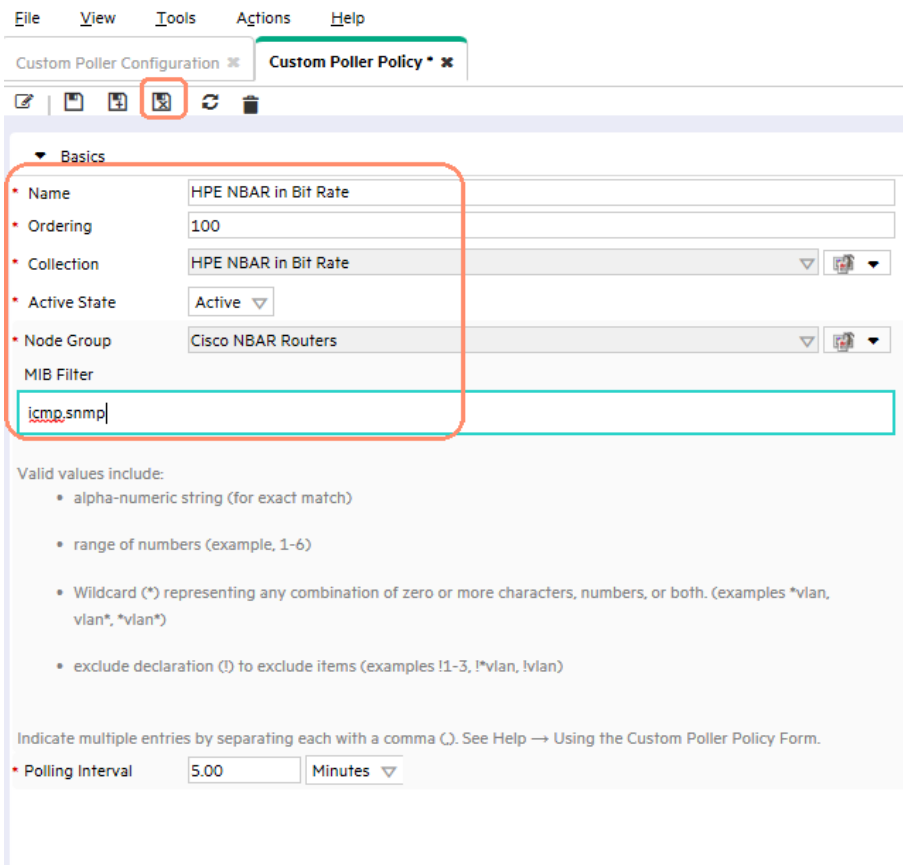 File View Tools Actions Help
Custom Poller Configuration ✖ Custom Poller Policy * ✖
Basics
* Name HPE NBAR in Bit Rate
* Ordering 100
* Collection HPE NBAR in Bit Rate
* Active State Active
* Node Group Cisco NBAR Routers
MIB Filter
icmp,snmp
Valid values include:
• alpha-numeric string (for exact match)
• range of numbers (example, 1-6)
• Wildcard (*) representing any combination of zero or more characters, numbers, or both. (examples *vlan,
vlan*, *vlan*)
• exclude declaration (!) to exclude items (examples !1-3, !*vlan, !vlan)
Indicate multiple entries by separating each with a comma (,). See Help → Using the Custom Poller Policy Form.
* Polling Interval 5.00 Minutes